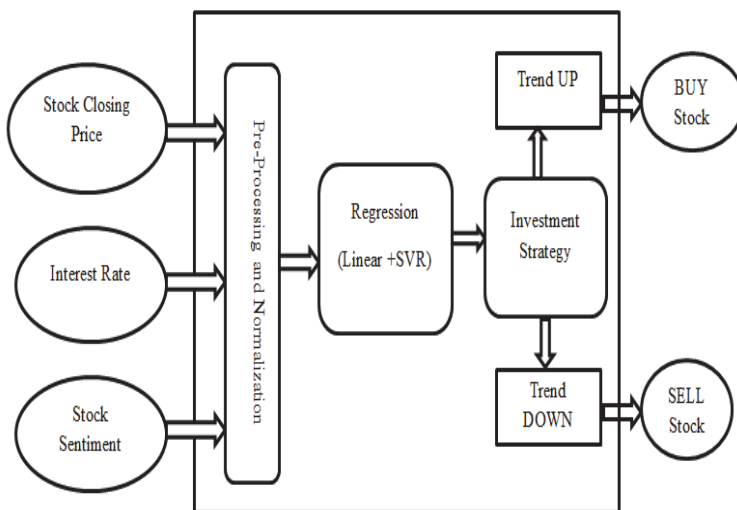 Stock Closing
Price
Interest Rate
Stock
Sentiment
Pre-Processing and Normalization
Regression
(Linear +SVR)
Trend UP
Investment
Strategy
Trend
DOWN
BUY
Stock
SELL
Stock